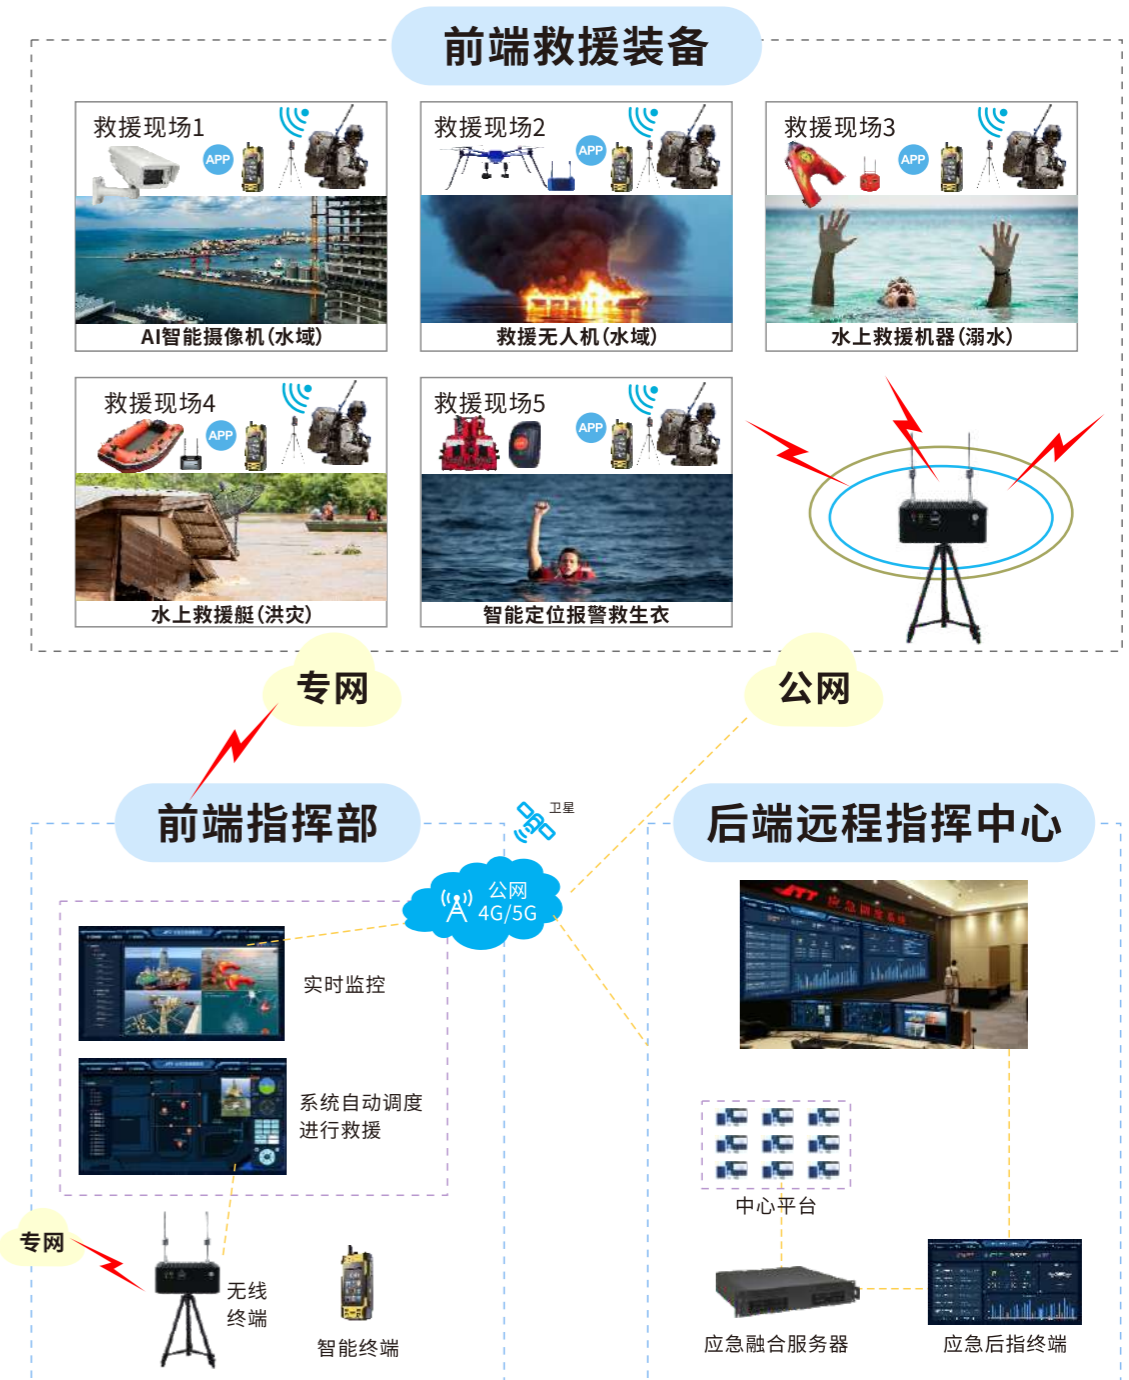 前端救援装备
救援现场1
APP
救援现场2
APP
救援现场3
APP
AI智能摄像机(水域)
救援无人机(水域)
水上救援机器(溺水)
救援现场4
APP
救援现场5
APP
水上救援艇(洪灾)
智能定位报警救生衣
专网
公网
前端指挥部
卫星
后端远程指挥中心
公网
4G/5G
JTT 应急调度系统
实时监控
系统自动调度
进行救援
中心平台
专网
无线
终端
智能终端
应急融合服务器
应急后指终端